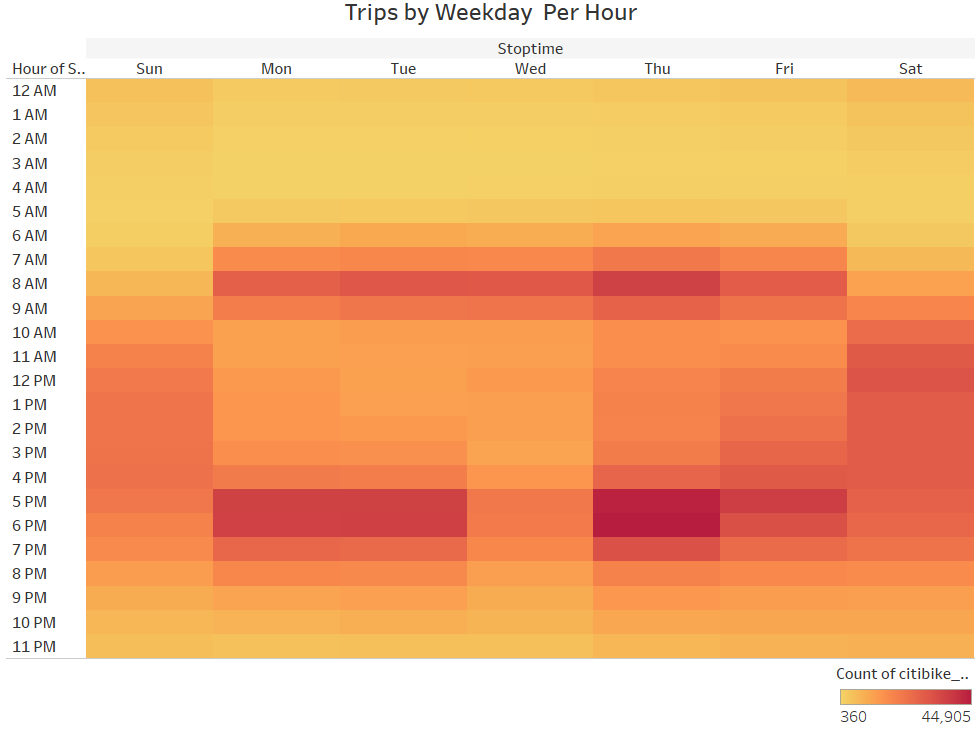 Trips by Weekday  Per Hour
Stoptime
Hour of S.. Sun Mon Tue Wed Thu Fri Sat
12 AM
1 AM
2 AM
3 AM
4 AM
5 AM
6 AM
7 AM
8 AM
9 AM
10 AM
11 AM
12 PM
1 PM
2 PM
3 PM
4 PM
5 PM
6 PM
7 PM
8 PM
9 PM
10 PM
11 PM
Count of citibike_..
360 44,905